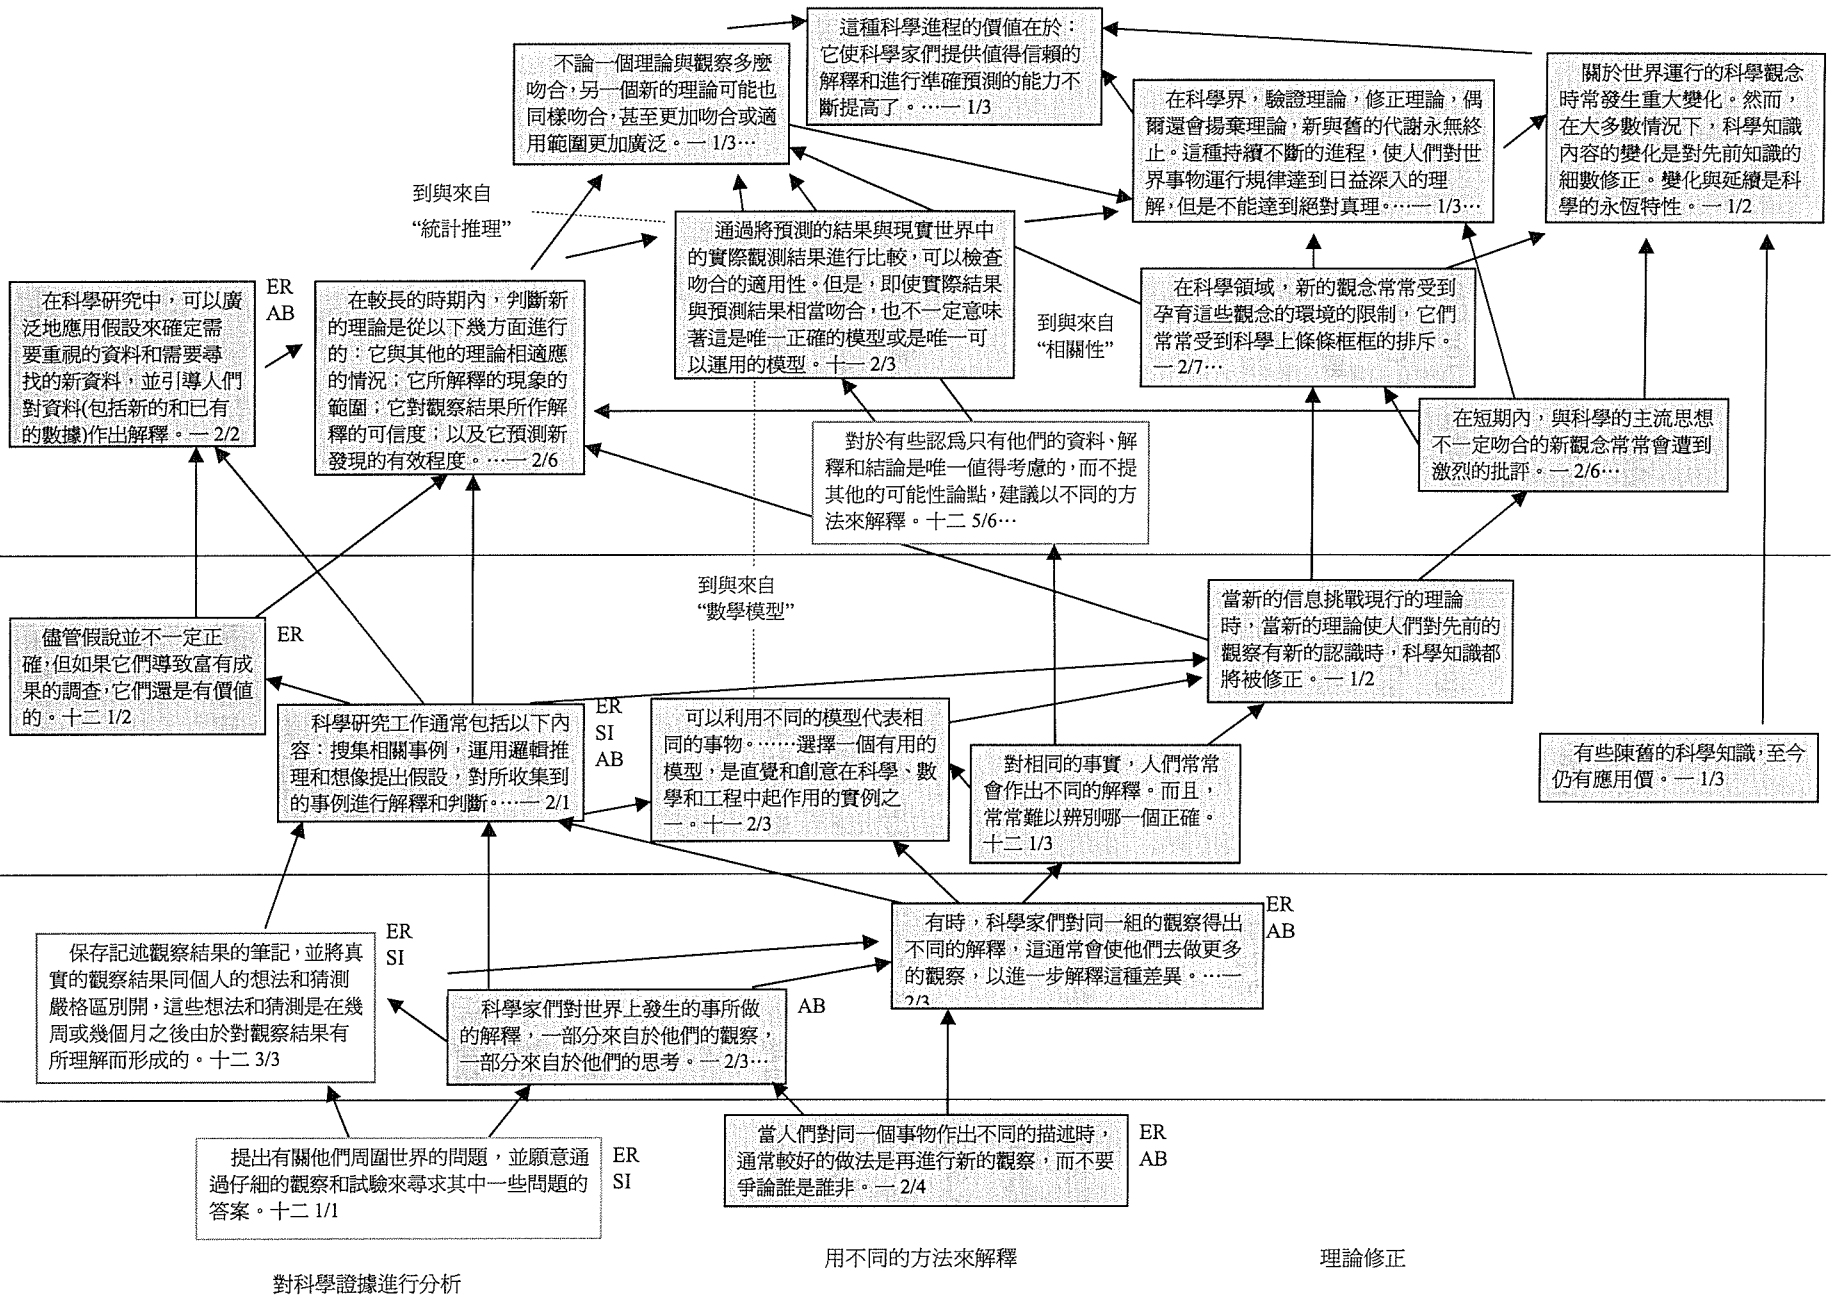 這種科學進程的價值在於：
它使科學家們提供值得信賴的
解釋和進行準確預測的能力不
斷提高了。…一 1/3
不論一個理論與觀察多麼
吻合，另一個新的理論可能也
同樣吻合，甚至更加吻合或適
用範圍更加廣泛。一 1/3…
在科學界，驗證理論，修正理論，偶
爾還會揚棄理論，新與舊的代謝永無終
止。這種持續不斷的進程，使人們對世
界事物運行規律達到日益深入的理
解，但是不能達到絕對真理。…一 1/3…
關於世界運行的科學觀念
時常發生重大變化。然而，
在大多數情況下，科學知識
內容的變化是對先前知識的
細數修正。變化與延續是科
學的永恆特性。一 1/2
到與來自
“統計推理”
通過將預測的結果與現實世界中
的實際觀測結果進行比較，可以檢查
吻合的適用性。但是，即使實際結果
與預測結果相當吻合，也不一定意味
著這是唯一正確的模型或是唯一可
以運用的模型。十一 2/3
在科學研究中，可以廣
泛地應用假設來確定需
要重視的資料和需要尋
找的新資料，並引導人們
對資料(包括新的和已有
的數據)作出解釋。一 2/2
ER
AB
在較長的時期內，判斷新
的理論是從以下幾方面進行
的：它與其他的理論相適應
的情況；它所解釋的現象的
範圍；它對觀察結果所作解
釋的可信度；以及它預測新
發現的有效程度。…一 2/6
到與來自
“相關性”
在科學領域，新的觀念常常受到
孕育這些觀念的環境的限制，它們
常常受到科學上條條框框的排斥。
一 2/7…
在短期內，與科學的主流思想
不一定吻合的新觀念常常會遭到
激烈的批評。一 2/6…
對於有些認爲只有他們的資料、解
釋和結論是唯一值得考慮的，而不提
其他的可能性論點，建議以不同的方
法來解釋。十二 5/6…
到與來自
“數學模型”
儘管假說並不一定正
確，但如果它們導致富有成
果的調查，它們還是有價值
的。十二 1/2
ER
當新的信息挑戰現行的理論
時，當新的理論使人們對先前的
觀察有新的認識時，科學知識都
將被修正。一 1/2
科學研究工作通常包括以下內
容：搜集相關事例，運用邏輯推
理和想像提出假設，對所收集到
的事例進行解釋和判斷。…一 2/1
ER
SI
AB
可以利用不同的模型代表相
同的事物。……選擇一個有用的
模型，是直覺和創意在科學、數
學和工程中起作用的實例之
一。十一 2/3
對相同的事實，人們常常
會作出不同的解釋。而且，
常常難以辨別哪一個正確。
十二 1/3
有些陳舊的科學知識，至今
仍有應用價。一 1/3
有時，科學家們對同一組的觀察得出
不同的解釋，這通常會使他們去做更多
的觀察，以進一步解釋這種差異。…一
2/3
ER
AB
保存記述觀察結果的筆記，並將真
實的觀察結果同個人的想法和猜測
嚴格區別開，這些想法和猜測是在幾
周或幾個月之後由於對觀察結果有
所理解而形成的。十二 3/3
ER
SI
科學家們對世界上發生的事所做
的解釋，一部分來自於他們的觀察，
一部分來自於他們的思考。一 2/3…
AB
提出有關他們周圍世界的問題，並願意通
過仔細的觀察和試驗來尋求其中一些問題的
答案。十二 1/1
ER
SI
當人們對同一個事物作出不同的描述時，
通常較好的做法是再進行新的觀察，而不要
爭論誰是誰非。一 2/4
ER
AB
對科學證據進行分析
用不同的方法來解釋
理論修正